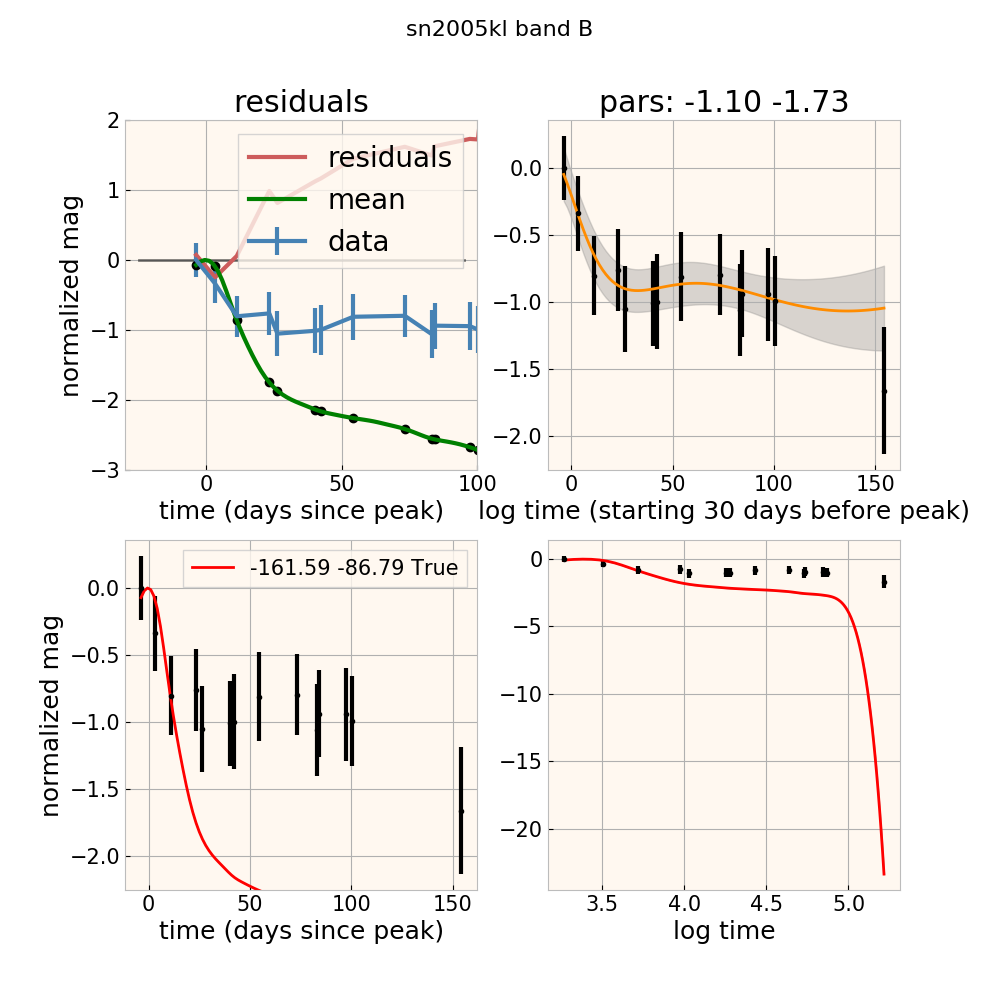 sn2005kl band B
residuals
pars: -1.10 -1.73
normalized mag
2
1
0
−1
−2
−3
residuals
mean
data
0
50
100
time (days since peak)
0.0
−0.5
−1.0
−1.5
−2.0
0
50
100
150
log time (starting 30 days before peak)
normalized mag
0.0
−0.5
−1.0
−1.5
−2.0
-161.59 -86.79 True
0
50
100
150
time (days since peak)
0
−5
−10
−15
−20
3.5
4.0
4.5
5.0
log time